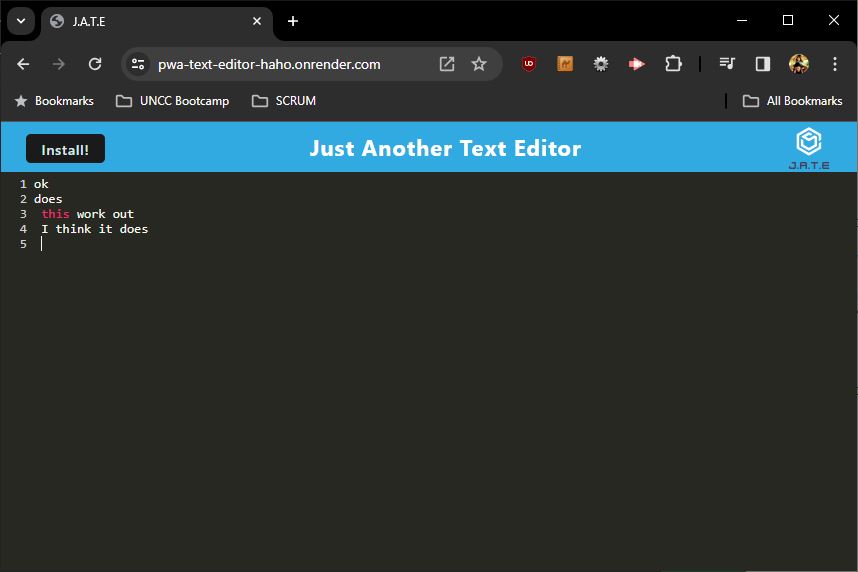 J.A.T.E
pwa-text-editor-haho.onrender.com
UD
Bookmarks
UNCC Bootcamp
SCRUM
All Bookmarks
Install!
Just Another Text Editor
J.A.T.E
1 ok
2 does
3  this work out
4  I think it does
5